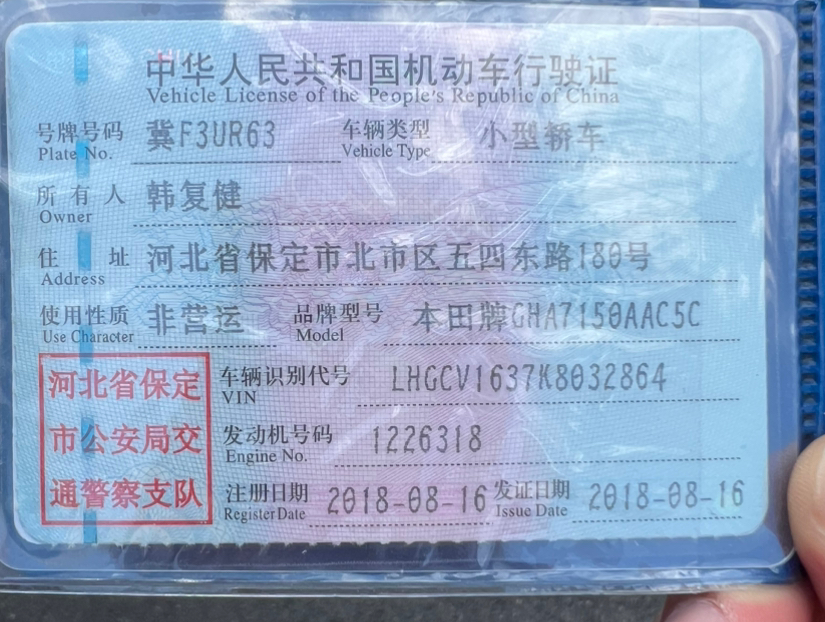 中华人民共和国机动车行驶证
Vehicle License of the People's Republic of China
号牌号码 冀F3UR63 车辆类型 小型轿车
Plate No. Vehicle Type
所有人 韩复健
Owner
住址 河北省保定市北市区五四东路180号
Address
使用性质 非营运 品牌型号 本田牌GHA7150AAC5C
Use Character Model
河北省保定 车辆识别代号 LHGCV1637K8032864
VIN
市公安局交 发动机号码 1226318
Engine No.
通警察支队 注册日期 2018-08-16 发证日期 2018-08-16
Register Date Issue Date